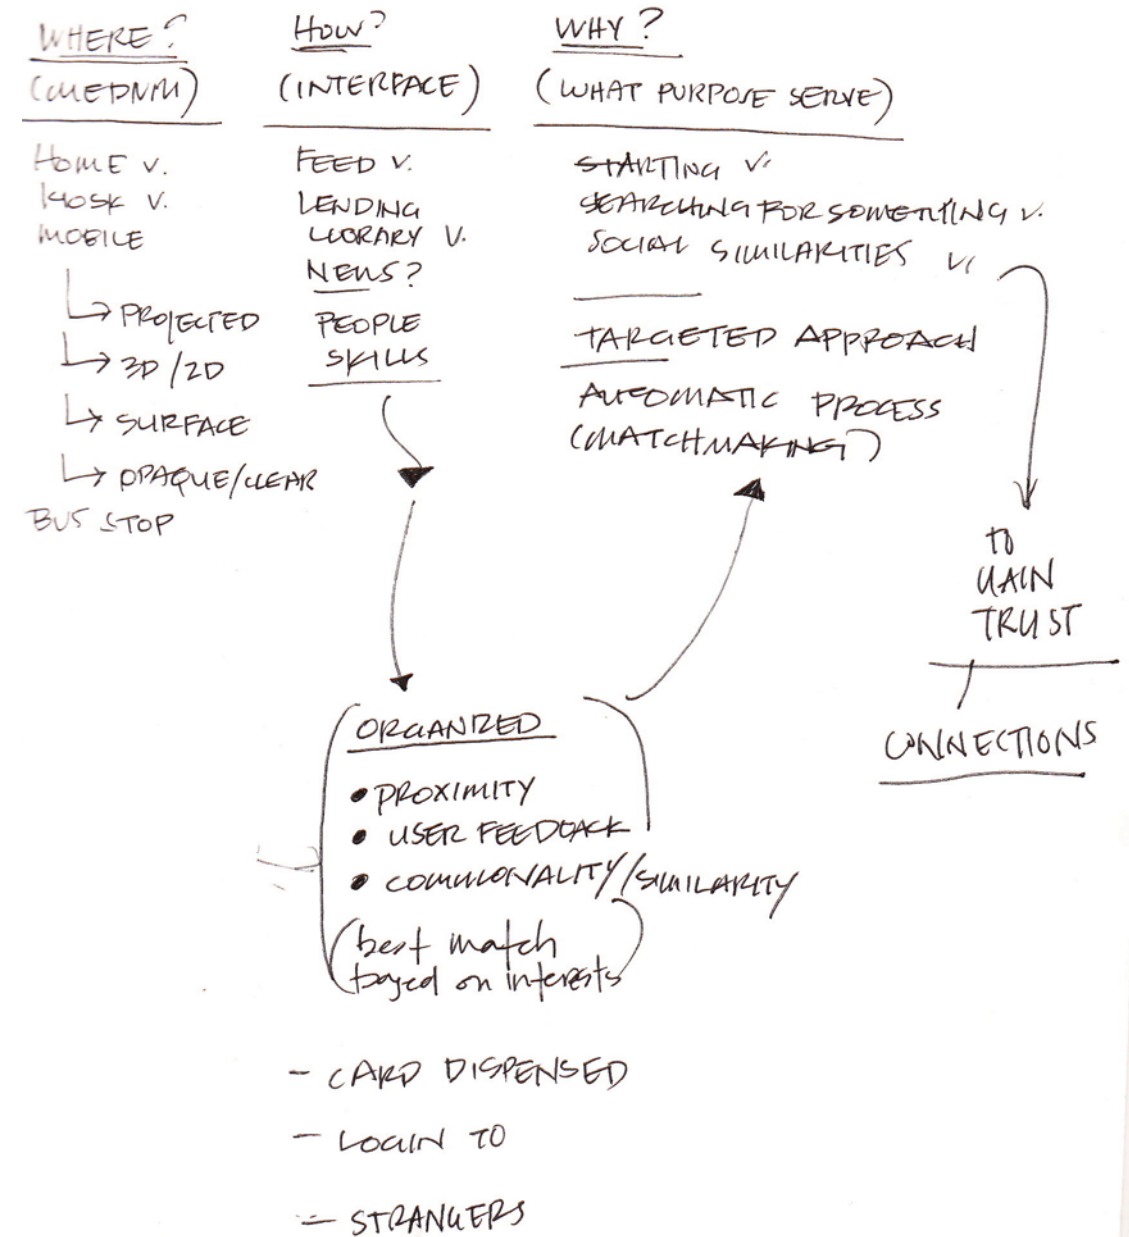 WHERE?
(MEDIUM)
HOME v.
KIOSK v.
MOBILE
PROJECTED
3D/2D
SURFACE
OPAQUE/CLEAR
BUS STOP
HOW?
(INTERFACE)
FEED v.
LENDING
LIBRARY v.
NEWS?
PEOPLE
SKILLS
WHY?
(WHAT PURPOSE SERVE)
STARTING v.
SEARCHING FOR SOMETHING v.
SOCIAL SIMILARITIES v.
TARGETED APPROACH
AUTOMATIC PROCESS
(MATCHMAKING)
to
GAIN
TRUST
CONNECTIONS
ORGANIZED
• PROXIMITY
• USER FEEDBACK
• COMMONALITY/SIMILARITY
(best match
based on interests)
- CARD DISPENSED
- LOGIN TO
- STRANGERS